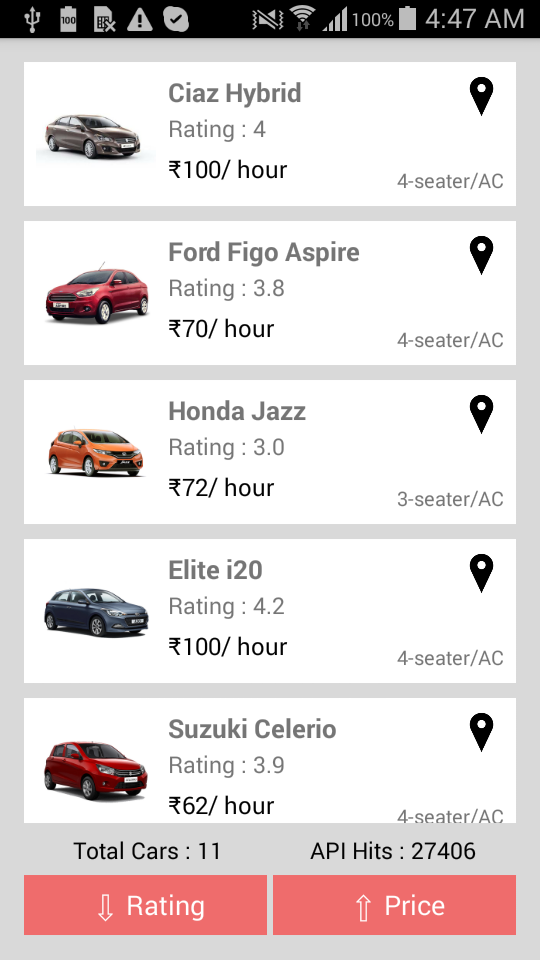 100 100% 4:47 AM
Ciaz Hybrid
Rating : 4
₹100/ hour
4-seater/AC
Ford Figo Aspire
Rating : 3.8
₹70/ hour
4-seater/AC
Honda Jazz
Rating : 3.0
₹72/ hour
3-seater/AC
Elite i20
Rating : 4.2
₹100/ hour
4-seater/AC
Suzuki Celerio
Rating : 3.9
₹62/ hour
4-seater/AC
Total Cars : 11 API Hits : 27406
⇩ Rating ⇧ Price